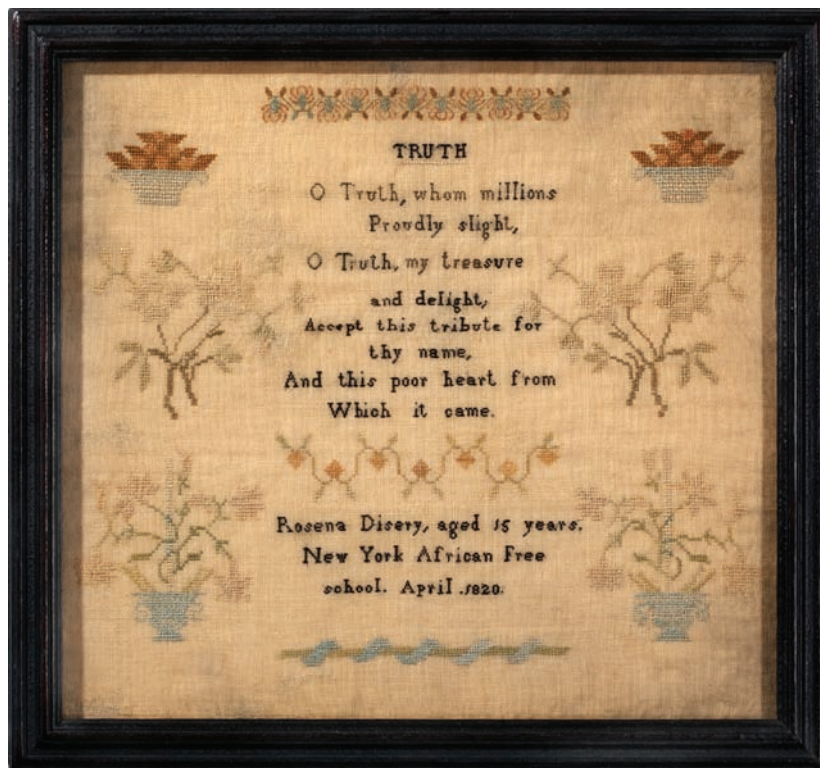 TRUTH
O Truth, whom millions
Proudly slight,
O Truth, my treasure
and delight,
Accept this tribute for
thy name,
And this poor heart from
Which it came.
Rosena Disery, aged 15 years.
New York African Free
school. April .1820.